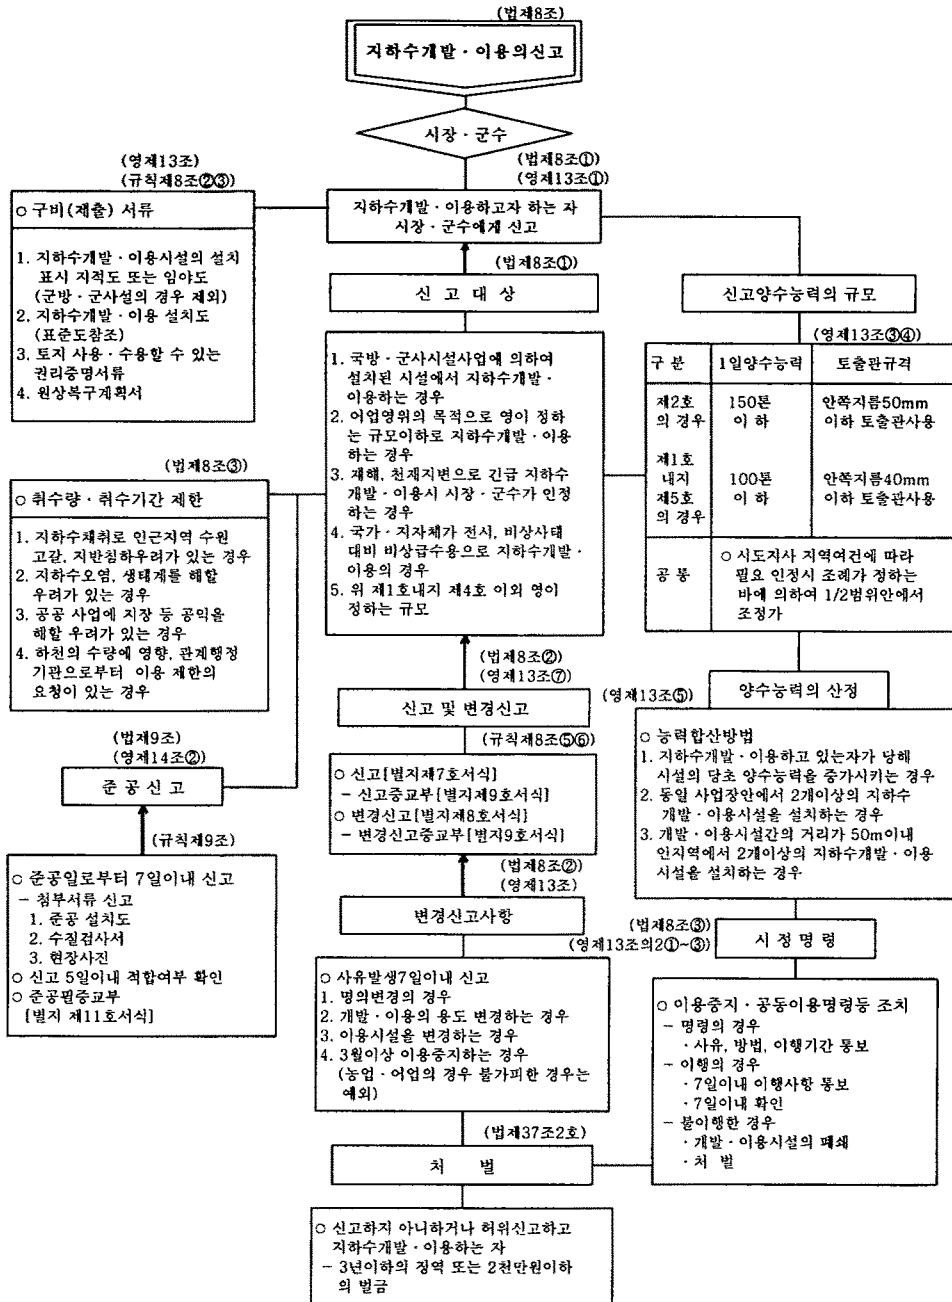 (법제8조)
지하수개발·이용의신고
시장·군수
(법제8조①)
(영제13조①)
지하수개발·이용하고자 하는 자
시장·군수에게 신고
(영제13조)
(규칙제8조②③)
○ 구비(제출) 서류
1. 지하수개발·이용시설의 설치
표시 지적도 또는 임야도
(군방·군사설의 경우 제외)
2. 지하수개발·이용 설치도
(표준도참조)
3. 토지 사용·수용할 수 있는
권리증명서류
4. 원상복구계획서
(법제8조①)
신 고 대 상
1. 국방·군사시설사업에 의하여
설치된 시설에서 지하수개발·
이용하는 경우
2. 어업영위의 목적으로 영이 정하
는 규모이하로 지하수개발·이용
하는 경우
3. 재해, 천재지변으로 긴급 지하수
개발·이용시 시장·군수가 인정
하는 경우
4. 국가·지자체가 전시, 비상사태
대비 비상급수용으로 지하수개발·
이용의 경우
5. 위 제1호내지 제4호 이외 영이
정하는 규모
신고양수능력의 규모
(영제13조③④)
구 분 1일양수능력 토출관규격
제2호 150톤 안쪽지름50mm
의 경우 이 하 이하 토출관사용
제1호
내지 100톤 안쪽지름40mm
제5호 이 하 이하 토출관사용
의 경우
공 통 ○ 시도지사 지역여건에 따라
필요 인정시 조례가 정하는
바에 의하여 1/2범위안에서
조정가
(법제8조③)
○ 취수량·취수기간 제한
1. 지하수채취로 인근지역 수원
고갈, 지반침하우려가 있는 경우
2. 지하수오염, 생태계를 해할
우려가 있는 경우
3. 공공 사업에 지장 등 공익을
해할 우려가 있는 경우
4. 하천의 수량에 영향, 관계행정
기관으로부터 이용 제한의
요청이 있는 경우
(법제8조②)
(영제13조⑦)
신 고 및 변 경 신 고
(규칙제8조⑤⑥)
○ 신고[별지제7호서식]
- 신고증교부[별지제9호서식]
○ 변경신고[별지제8호서식]
- 변경신고증교부[별지9호서식]
(영제13조⑤)
양수능력의 산정
○ 능력합산방법
1. 지하수개발·이용하고 있는자가 당해
시설의 당초 양수능력을 증가시키는 경우
2. 동일 사업장안에서 2개이상의 지하수
개발·이용시설을 설치하는 경우
3. 개발·이용시설간의 거리가 50m이내
인지역에서 2개이상의 지하수개발·이용
시설을 설치하는 경우
(법제9조)
(영제14조②)
준 공 신 고
(규칙제9조)
○ 준공일로부터 7일이내 신고
- 첨부서류 신고
1. 준공 설치도
2. 수질검사서
3. 현장사진
○ 신고 5일이내 적합여부 확인
○ 준공필증교부
[별지 제11호서식]
(법제8조②)
(영제13조)
변경신고사항
○ 사유발생7일이내 신고
1. 명의변경의 경우
2. 개발·이용의 용도 변경하는 경우
3. 이용시설을 변경하는 경우
4. 3월이상 이용중지하는 경우
(농업·어업의 경우 불가피한 경우는
예외)
(법제8조③)
(영제13조의2①~③)
시 정 명 령
○ 이용중지·공동이용명령등 조치
- 명령의 경우
·사유, 방법, 이행기간 통보
- 이행의 경우
·7일이내 이행사항 통보
·7일이내 확인
- 불이행한 경우
·개발·이용시설의 폐쇄
·처 벌
(법제37조2호)
처 벌
○ 신고하지 아니하거나 허위신고하고
지하수개발·이용하는 자
- 3년이하의 징역 또는 2천만원이하
의 벌금